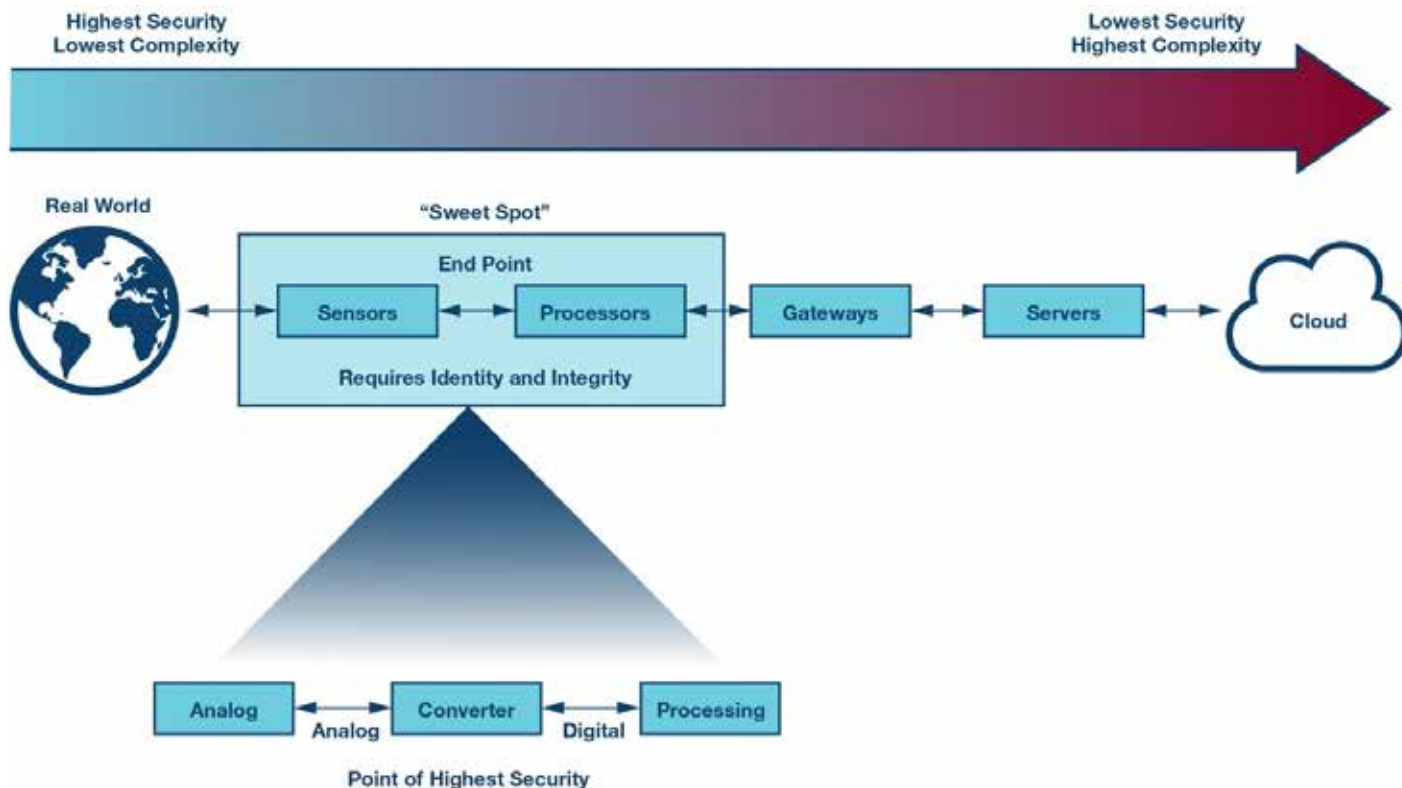 Highest Security
Lowest Complexity
Lowest Security
Highest Complexity
Real World
“Sweet Spot”
End Point
Sensors
Processors
Gateways
Servers
Cloud
Requires Identity and Integrity
Analog
Analog
Converter
Digital
Processing
Point of Highest Security